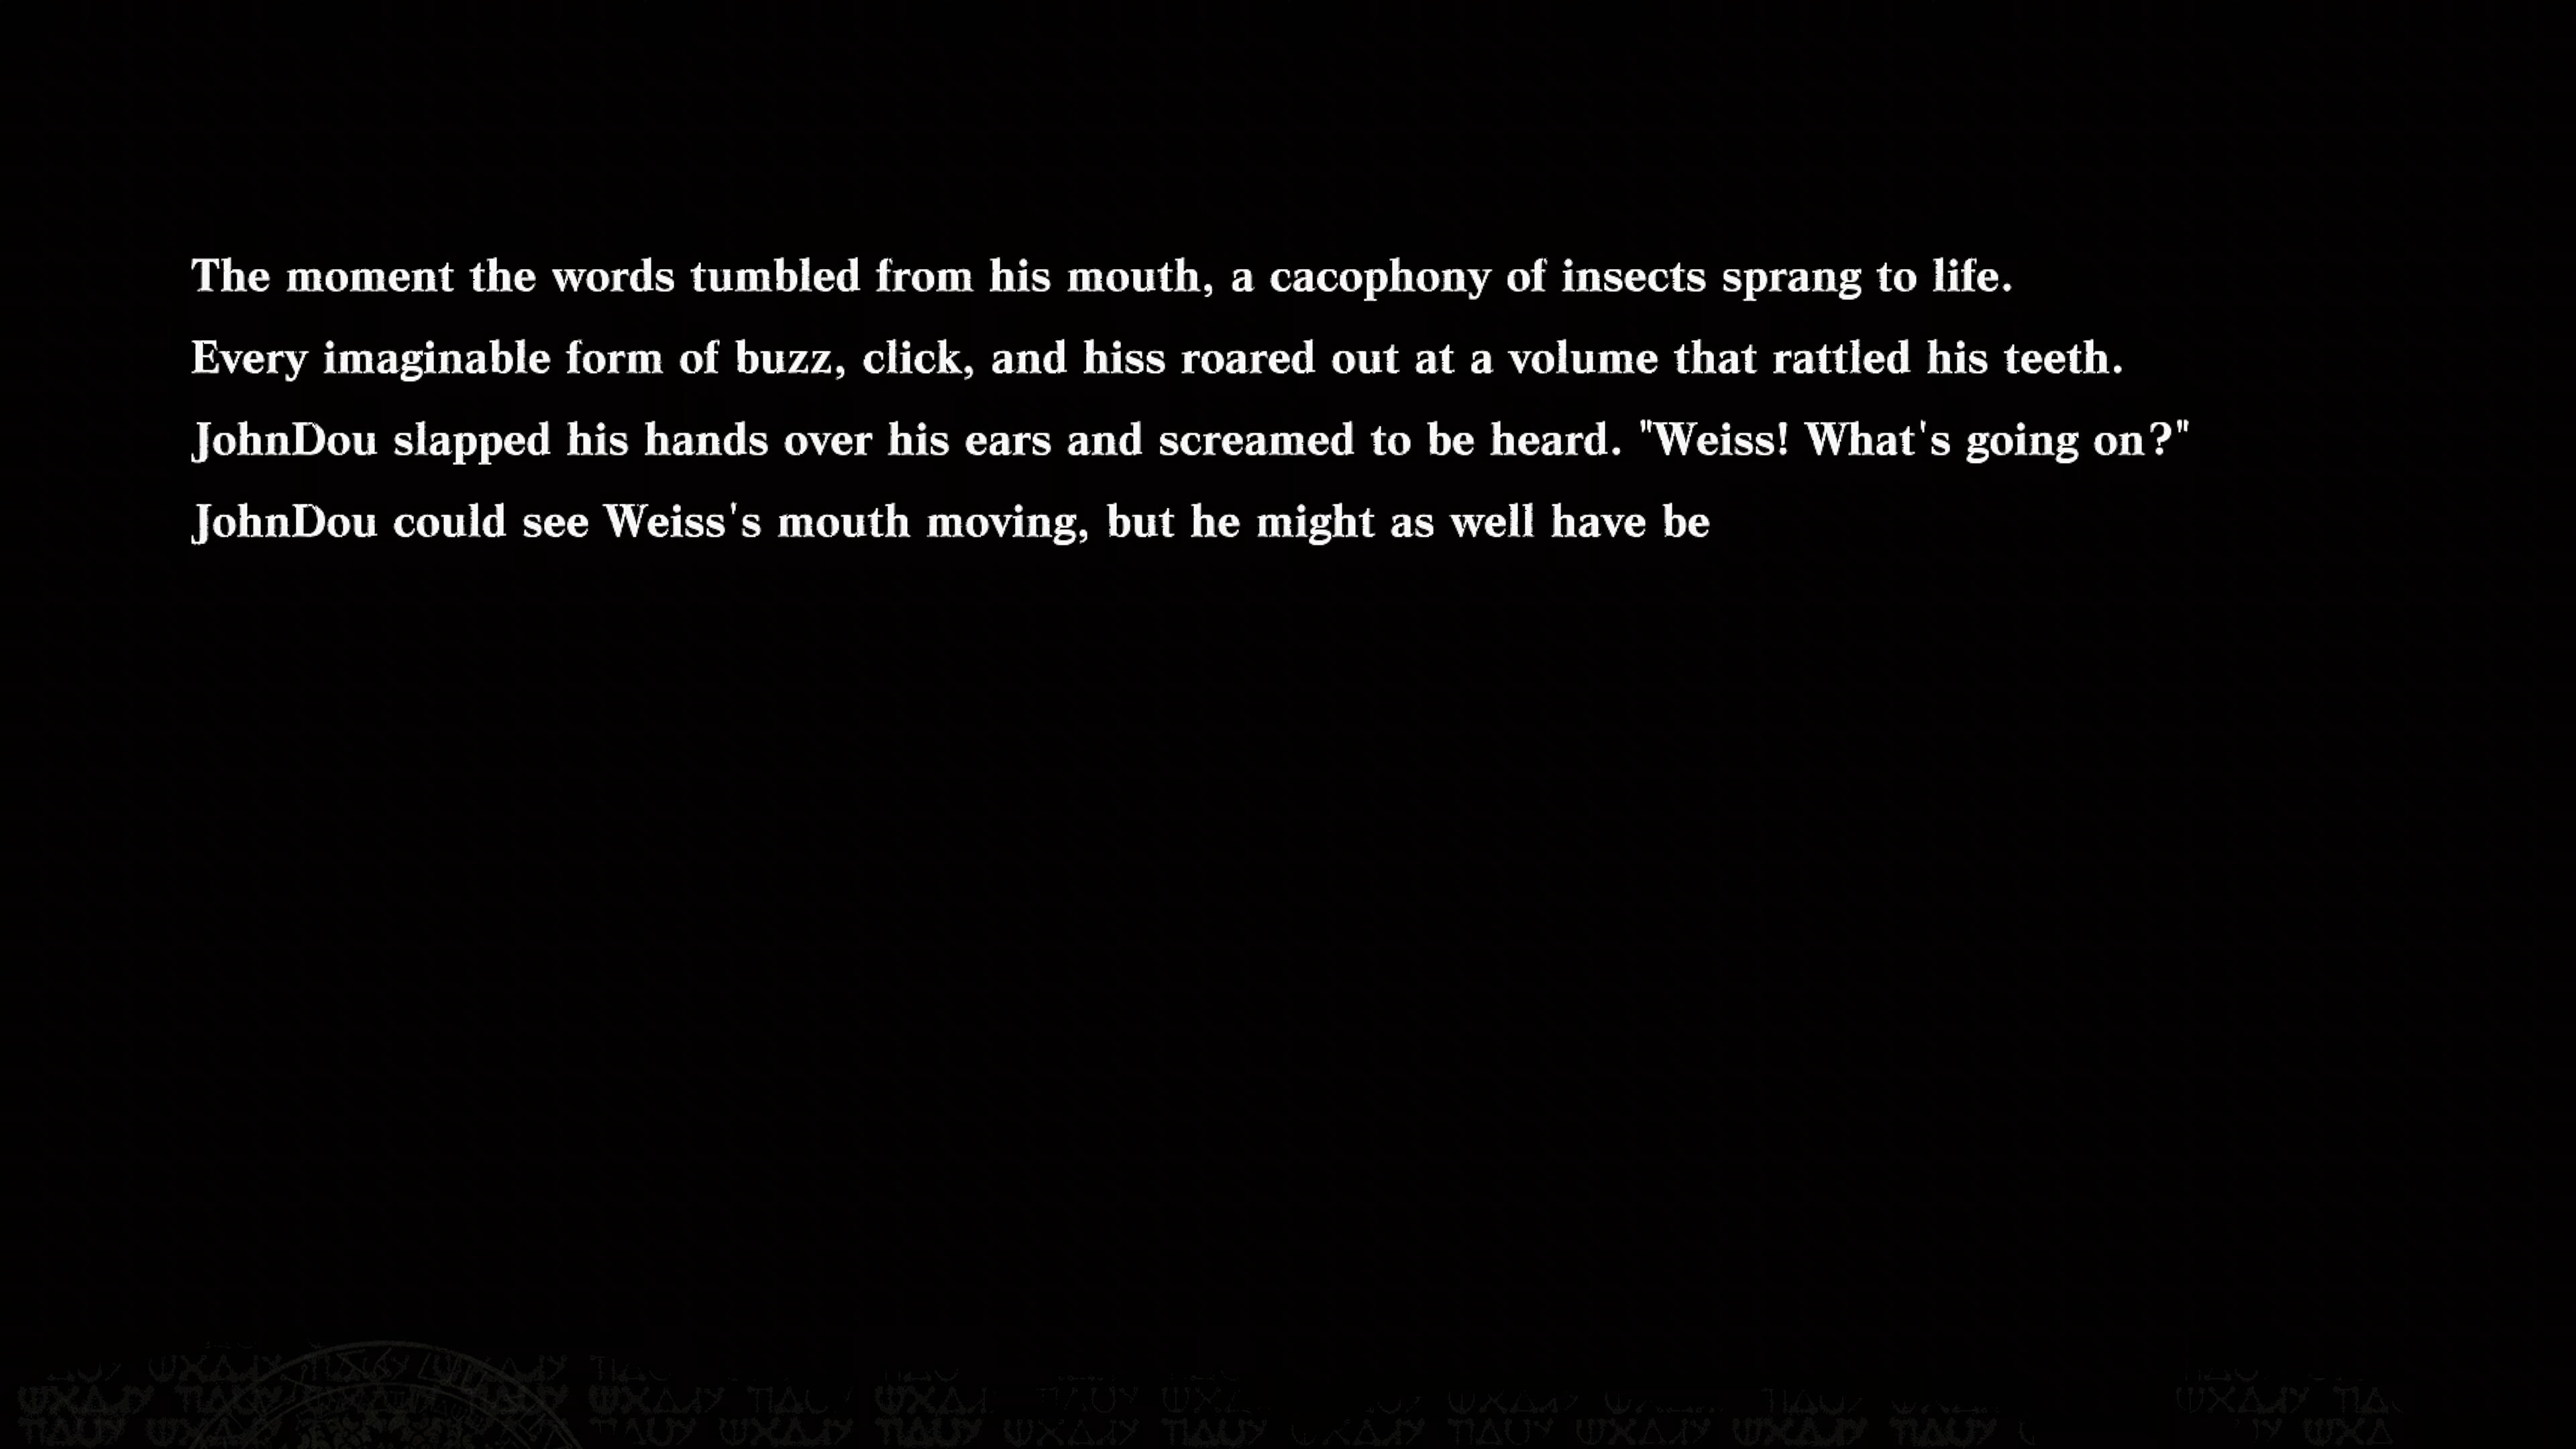 The moment the words tumbled from his mouth, a cacophony of insects sprang to life.
Every imaginable form of buzz, click, and hiss roared out at a volume that rattled his teeth.
JohnDou slapped his hands over his ears and screamed to be heard. "Weiss! What's going on?"
JohnDou could see Weiss's mouth moving, but he might as well have be